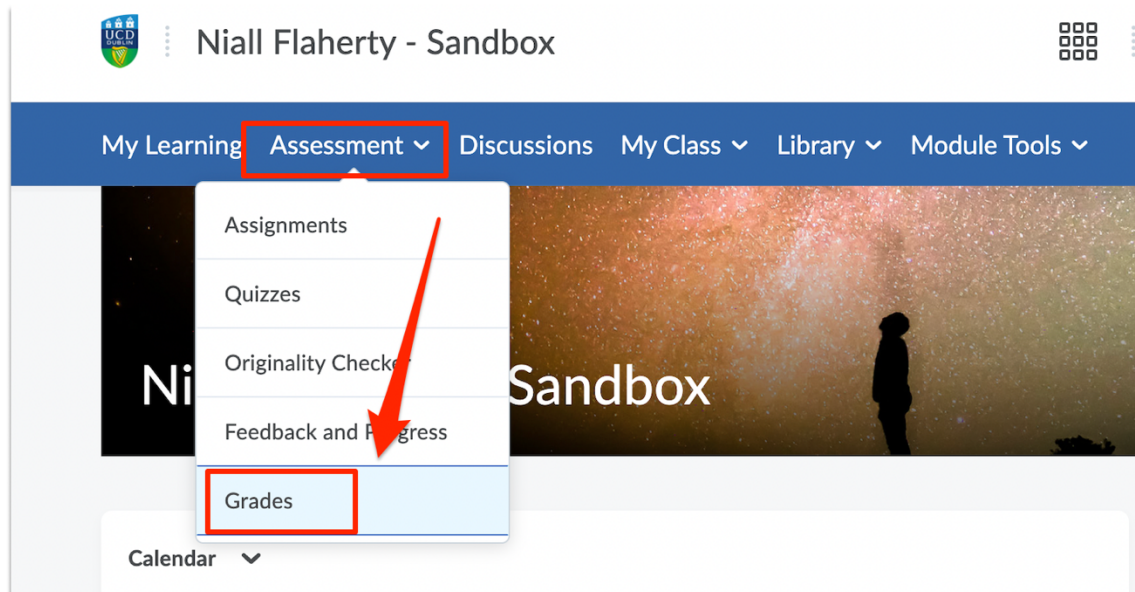 UCD
DUBLIN
Niall Flaherty - Sandbox
My Learning Assessment Discussions My Class Library Module Tools
Assignments
Quizzes
Originality Checker
Feedback and Progress
Grades
Ni Sandbox
Calendar